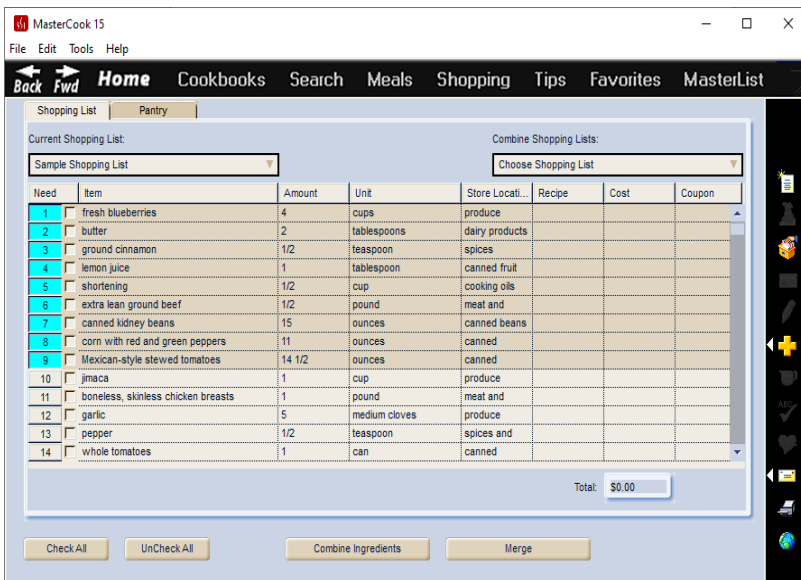 MasterCook 15
File Edit Tools Help
Back Fwd Home Cookbooks Search Meals Shopping Tips Favorites MasterList
Shopping List Pantry
Current Shopping List: Combine Shopping Lists:
Sample Shopping List Choose Shopping List
Need Item Amount Unit Store Locati... Recipe Cost Coupon
1 fresh blueberries 4 cups produce
2 butter 2 tablespoons dairy products
3 ground cinnamon 1/2 teaspoon spices
4 lemon juice 1 tablespoon canned fruit
5 shortening 1/2 cup cooking oils
6 extra lean ground beef 1/2 pound meat and
7 canned kidney beans 15 ounces canned beans
8 corn with red and green peppers 11 ounces canned
9 Mexican-style stewed tomatoes 14 1/2 ounces canned
10 jimaca 1 cup produce
11 boneless, skinless chicken breasts 1 pound meat and
12 garlic 5 medium cloves produce
13 pepper 1/2 teaspoon spices and
14 whole tomatoes 1 can canned
Total: $0.00
Check All UnCheck All Combine Ingredients Merge
ABC